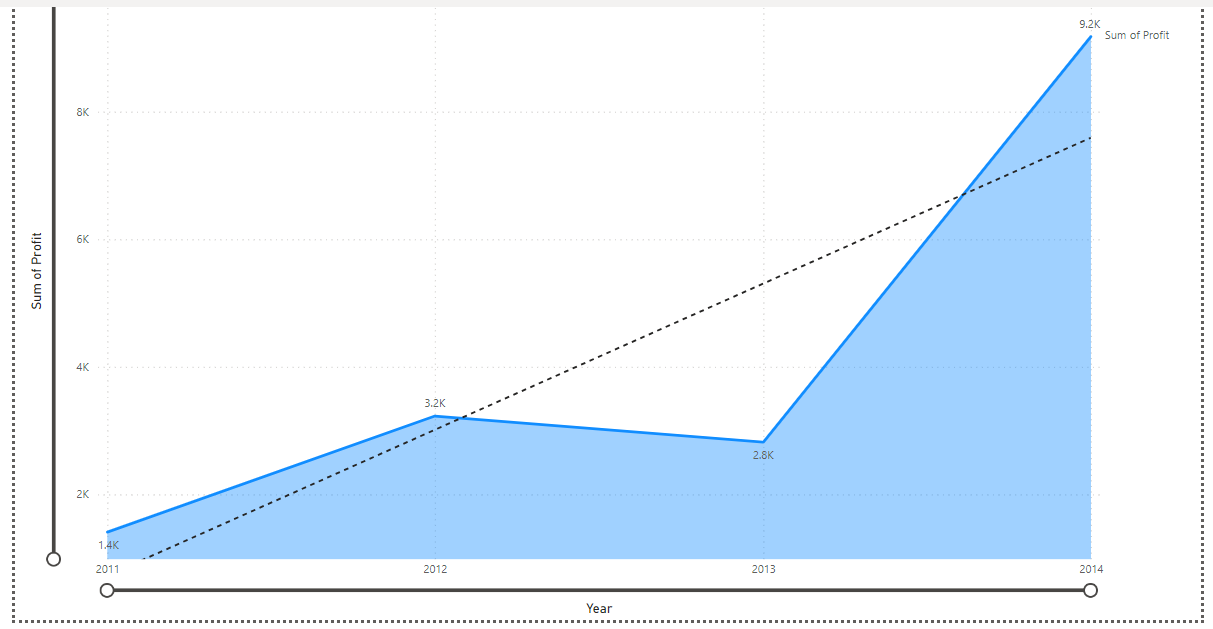 9.2K
Sum of Profit
8K
6K
Sum of Profit
4K
3.2K
2.8K
2K
1.4K
2011 2012 2013 2014
Year